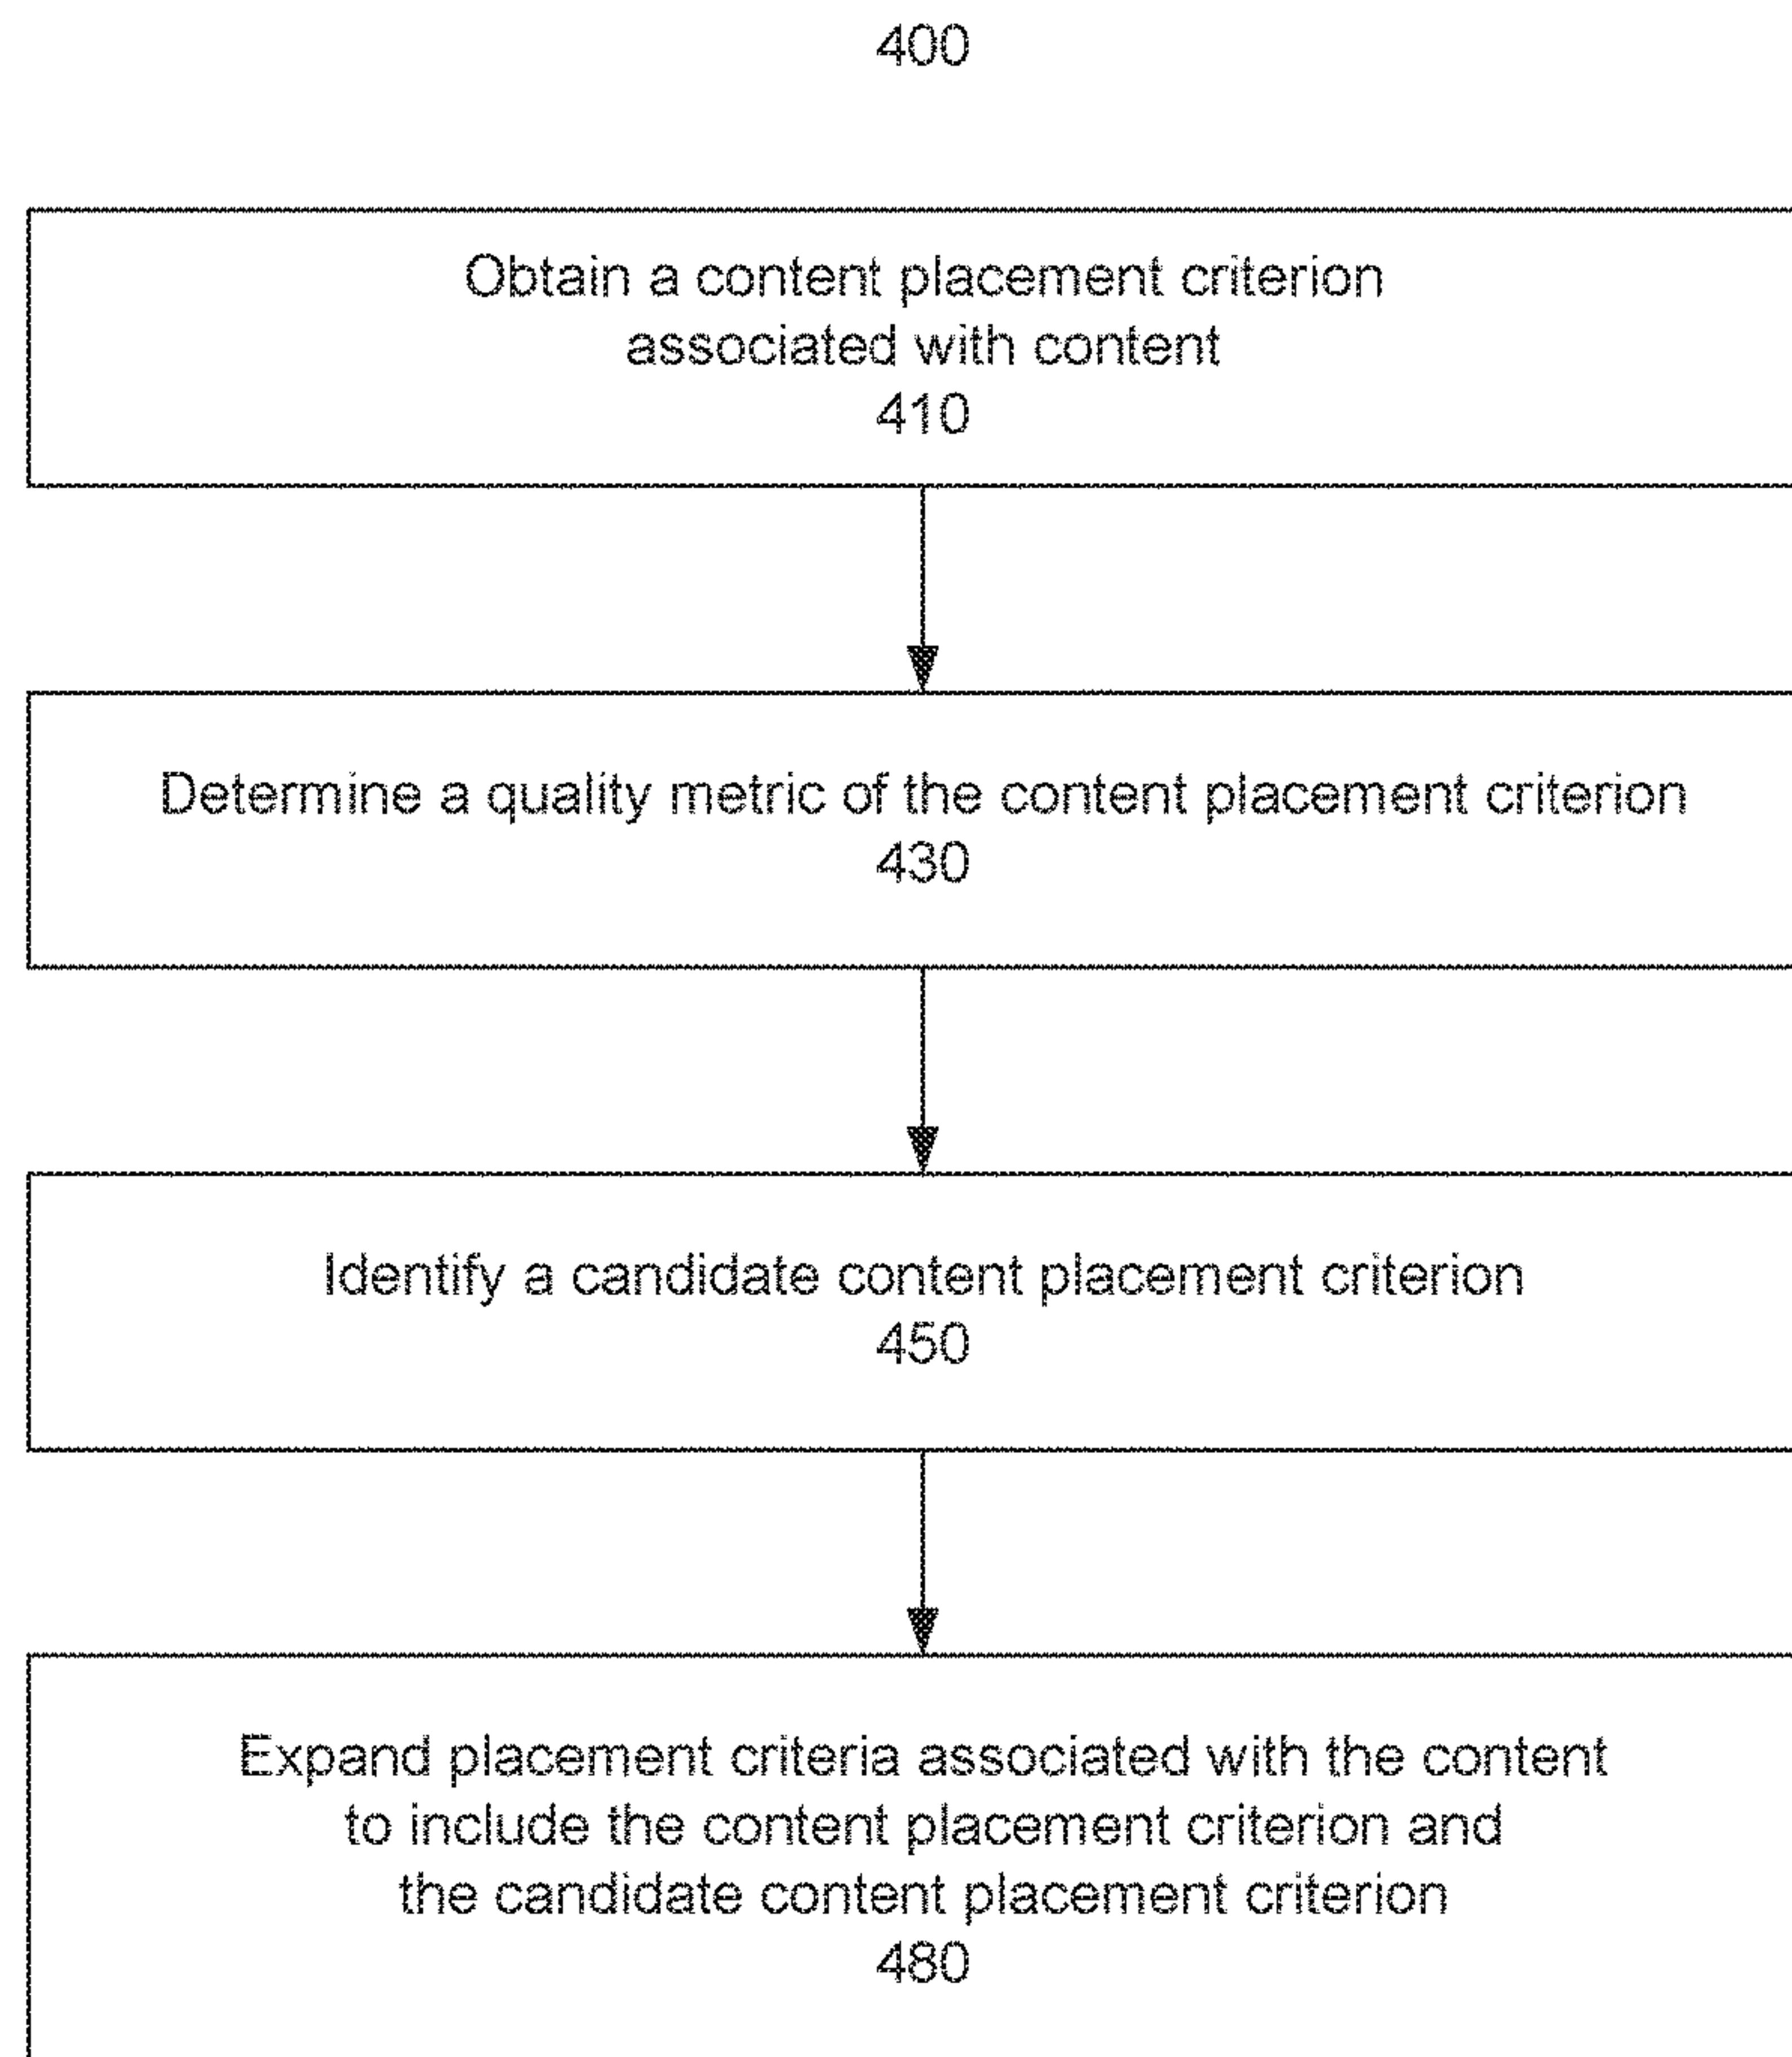 400
Obtain a content placement criterion
associated with content
410
Determine a quality metric of the content placement criterion
430
Identify a candidate content placement criterion
450
Expand placement criteria associated with the content
to include the content placement criterion and
the candidate content placement criterion
480